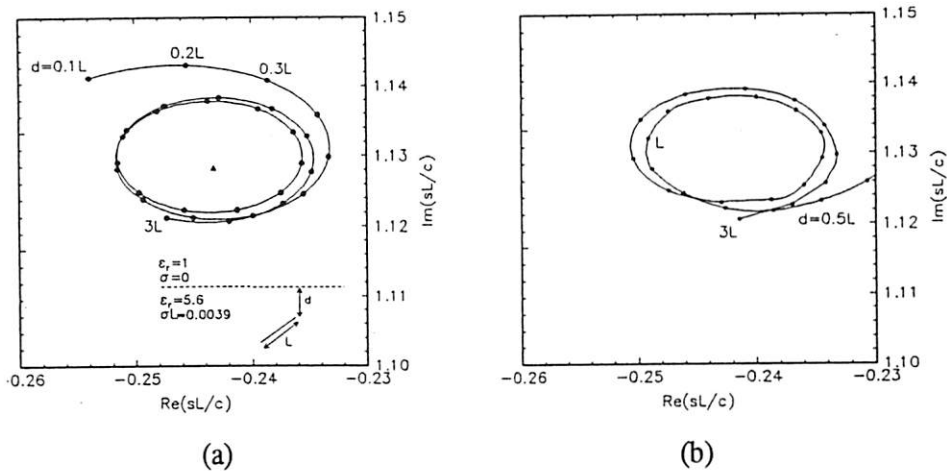 d=0.1L
0.2L
0.3L
3L
εr=1
σ=0
εr=5.6
σL=0.0039
d
L
1.15
1.14
1.13
1.12
1.11
1.10
Im(sL/c)
-0.26
-0.25
-0.24
-0.23
Re(sL/c)
(a)
L
3L
d=0.5L
1.15
1.14
1.13
1.12
1.11
1.10
Im(sL/c)
-0.26
-0.25
-0.24
-0.23
Re(sL/c)
(b)